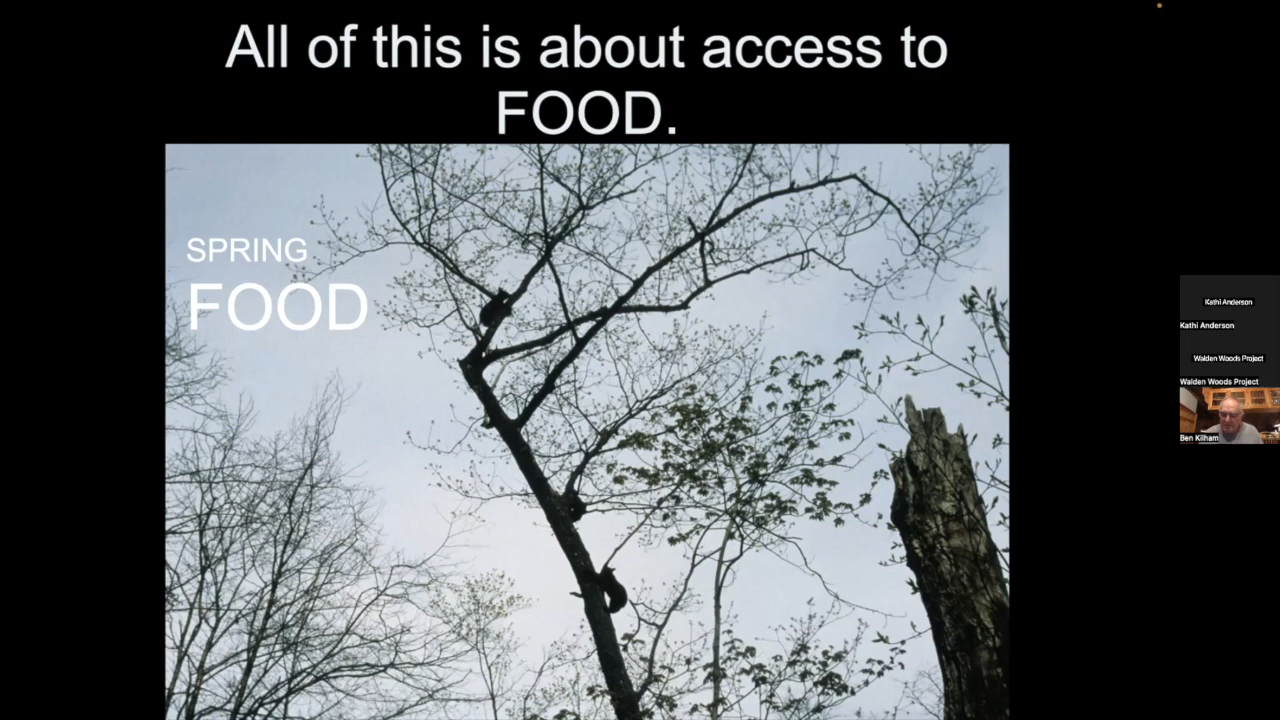 All of this is about access to
FOOD.
SPRING
FOOD
Kathi Anderson
Kathi Anderson
Walden Woods Project
Walden Woods Project
Ben Kilham